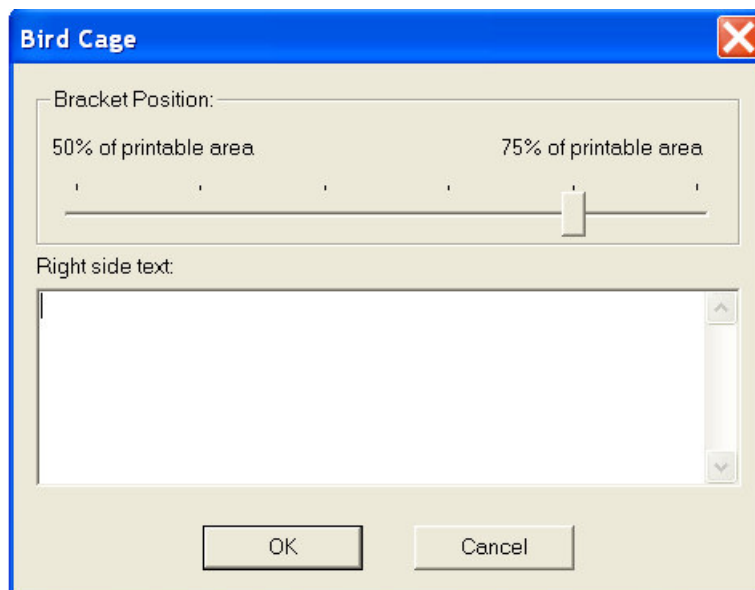 Bird Cage
Bracket Position:
50% of printable area 75% of printable area
Right side text:
OK Cancel